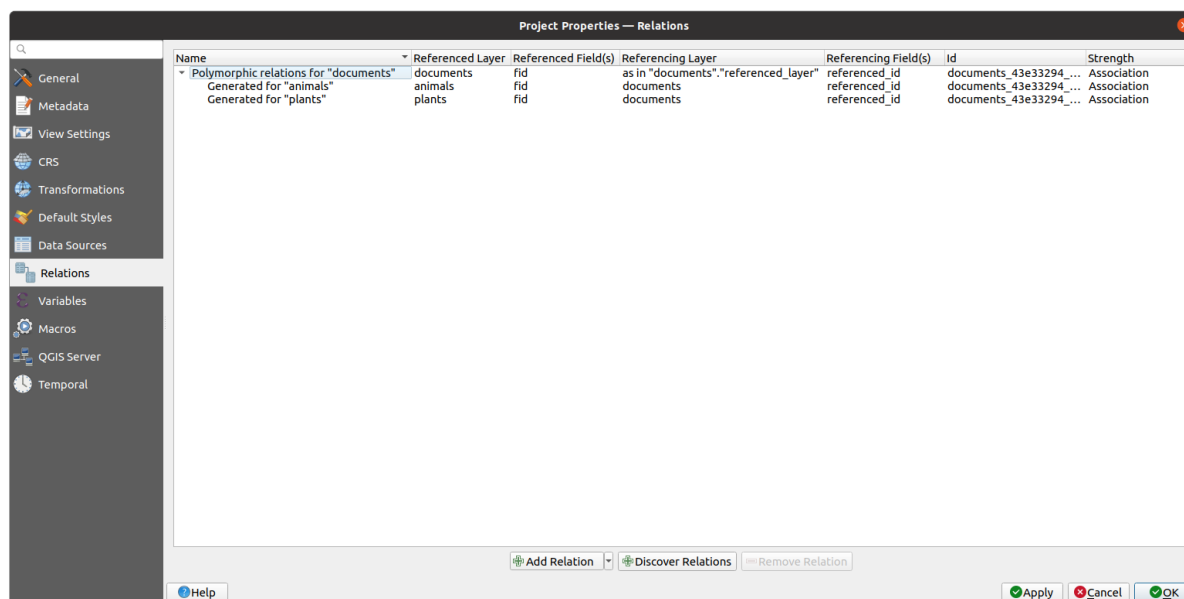 Project Properties — Relations
General
Metadata
View Settings
CRS
Transformations
Default Styles
Data Sources
Relations
Variables
Macros
QGIS Server
Temporal
Name Referenced Layer Referenced Field(s) Referencing Layer Referencing Field(s) Id Strength
Polymorphic relations for "documents" documents fid as in "documents"."referenced_layer" referenced_id documents_43e33294_... Association
Generated for "animals" animals fid documents referenced_id documents_43e33294_... Association
Generated for "plants" plants fid documents referenced_id documents_43e33294_... Association
Add Relation Discover Relations Remove Relation
Help Apply Cancel OK